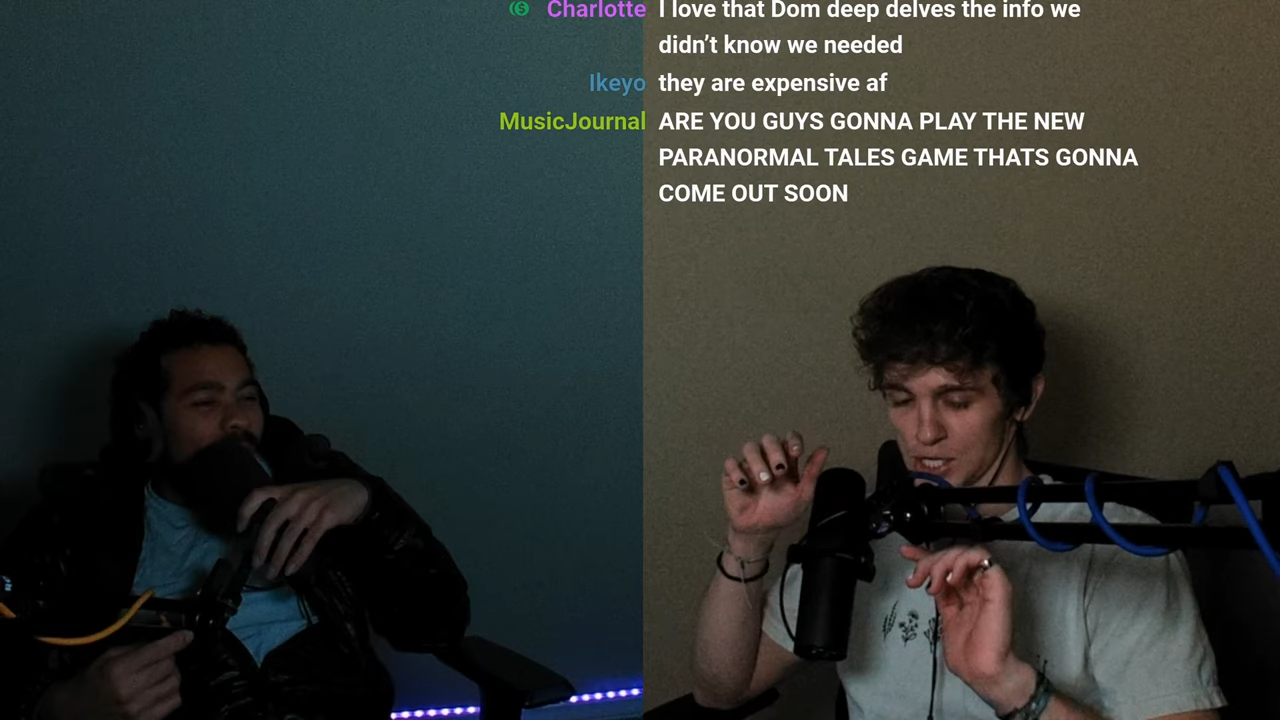 Charlotte I love that Dom deep delves the info we
didn’t know we needed
Ikeyo they are expensive af
MusicJournal ARE YOU GUYS GONNA PLAY THE NEW
PARANORMAL TALES GAME THATS GONNA
COME OUT SOON